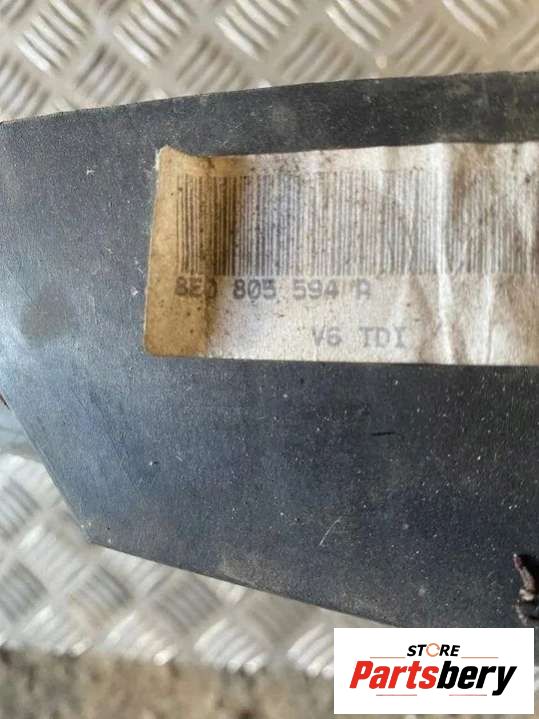 8E0 805 594 A
V6 TDI
STORE
Partsbery